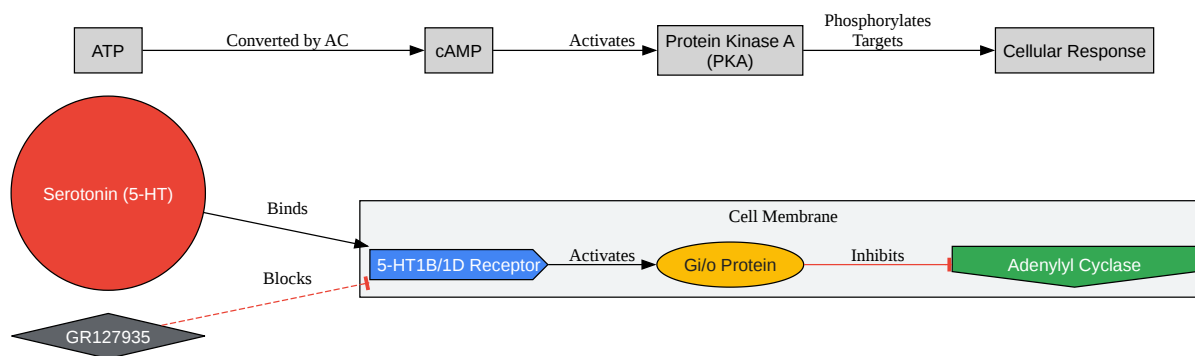 Phosphorylates
Targets
ATP
Converted by AC
cAMP
Activates
Protein Kinase A
(PKA)
Cellular Response
Serotonin (5-HT)
Binds
Cell Membrane
5-HT1B/1D Receptor
Activates
Gi/o Protein
Inhibits
Adenylyl Cyclase
Blocks
GR127935